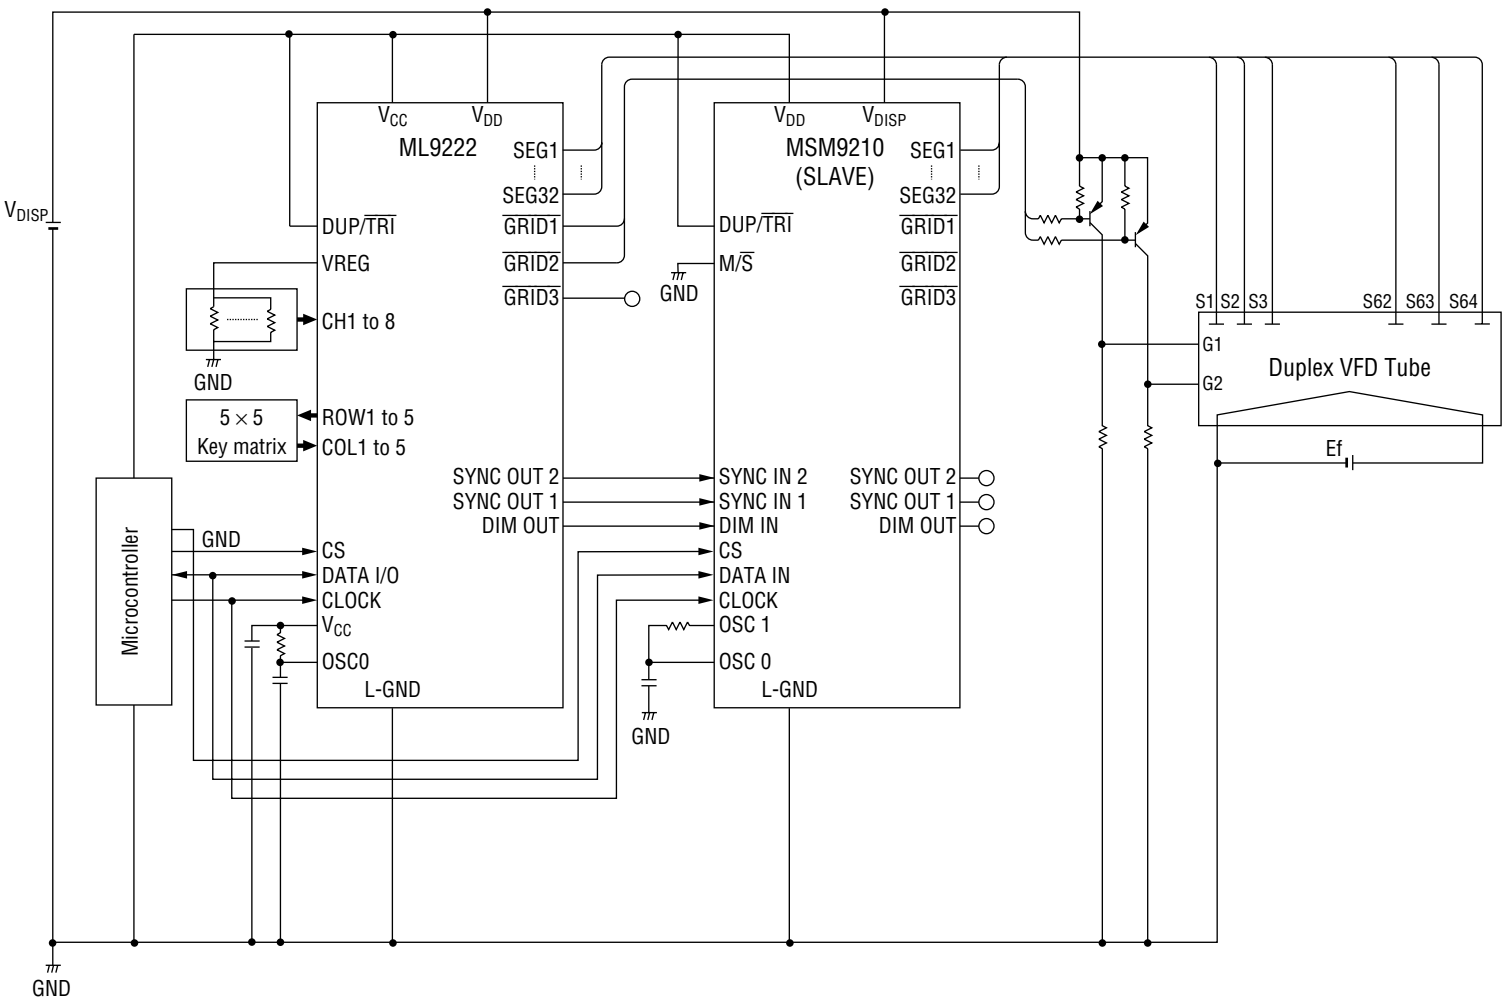 VDISP
GND
VCC
VDD
ML9222
SEG1
SEG32
GRID1
GRID2
GRID3
DUP/TRI
VREG
CH1 to 8
GND
5 × 5
Key matrix
ROW1 to 5
COL1 to 5
SYNC OUT 2
SYNC OUT 1
DIM OUT
Microcontroller
GND
CS
DATA I/O
CLOCK
VCC
OSC0
L-GND
VDD
VDISP
MSM9210
(SLAVE)
SEG1
SEG32
GRID1
GRID2
GRID3
DUP/TRI
M/S
GND
SYNC IN 2
SYNC IN 1
DIM IN
CS
DATA IN
CLOCK
OSC 1
OSC 0
L-GND
GND
SYNC OUT 2
SYNC OUT 1
DIM OUT
S1 S2 S3 S62 S63 S64
G1
G2
Duplex VFD Tube
Ef